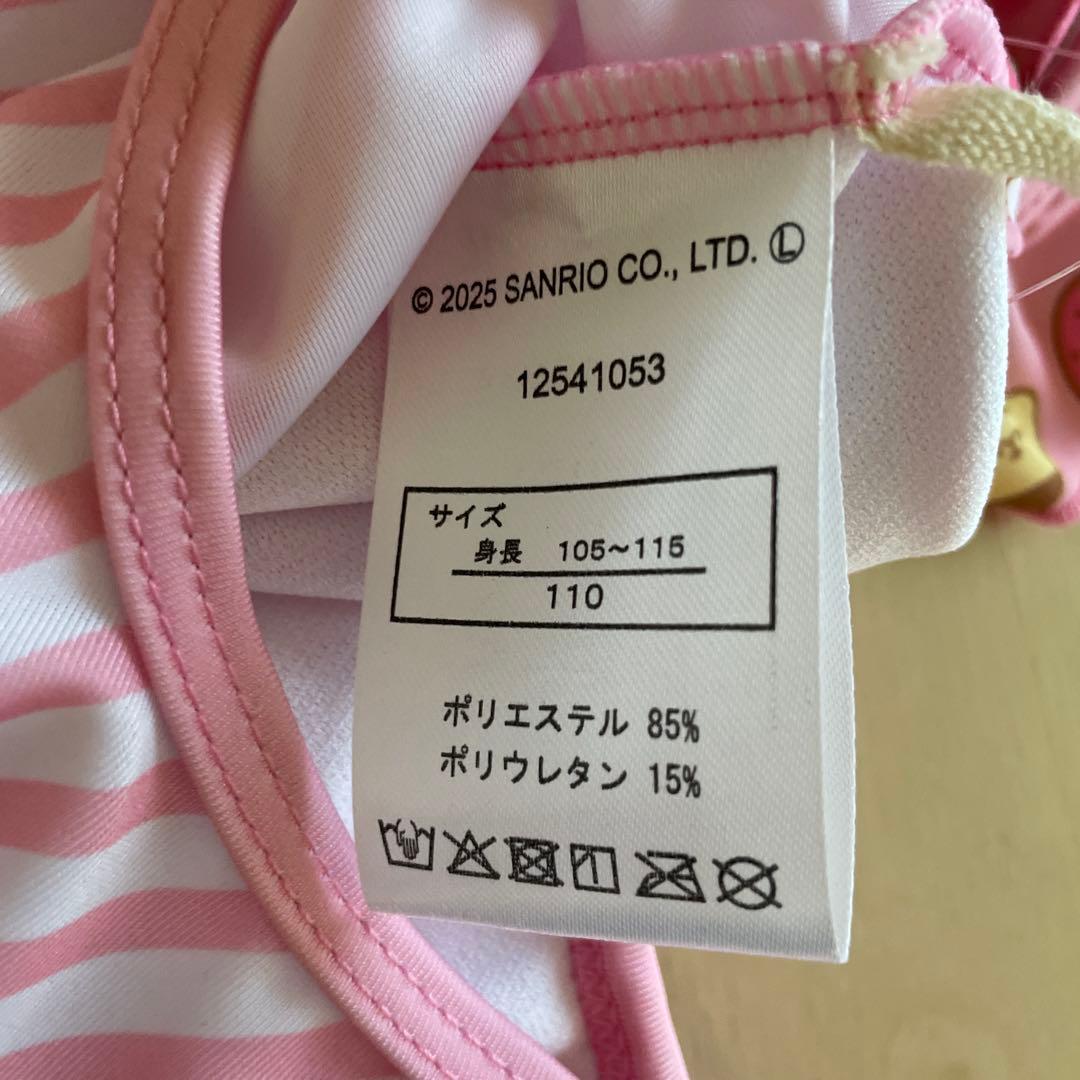 © 2025 SANRIO CO., LTD. Ⓛ
12541053
サイズ
身長 105～115
110
ポリエステル 85%
ポリウレタン 15%